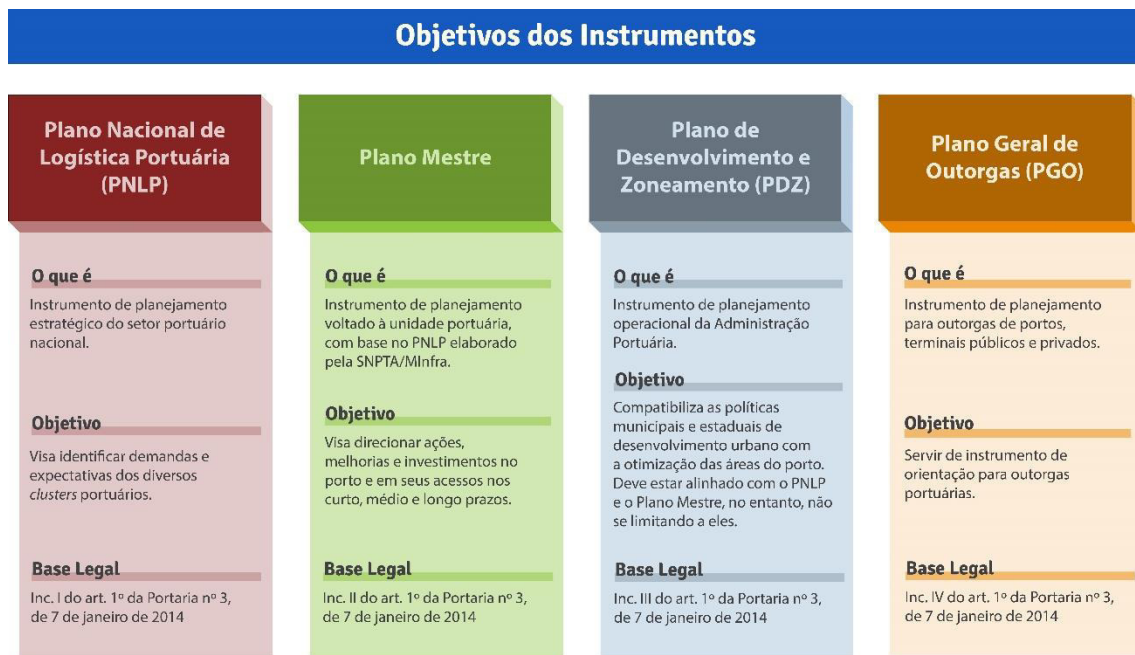 Objetivos dos Instrumentos
Plano Nacional de
Logística Portuária
(PNLP)
O que é
Instrumento de planejamento
estratégico do setor portuário
nacional.
Objetivo
Visa identificar demandas e
expectativas dos diversos
clusters portuários.
Base Legal
Inc. I do art. 1º da Portaria nº 3,
de 7 de janeiro de 2014
Plano Mestre
O que é
Instrumento de planejamento
voltado à unidade portuária,
com base no PNLP elaborado
pela SNPTA/MInfra.
Objetivo
Visa direcionar ações,
melhorias e investimentos no
porto e em seus acessos nos
curto, médio e longo prazos.
Base Legal
Inc. II do art. 1º da Portaria nº 3,
de 7 de janeiro de 2014
Plano de
Desenvolvimento e
Zoneamento (PDZ)
O que é
Instrumento de planejamento
operacional da Administração
Portuária.
Objetivo
Compatibiliza as políticas
municipais e estaduais de
desenvolvimento urbano com
a otimização das áreas do porto.
Deve estar alinhado com o PNLP
e o Plano Mestre, no entanto, não
se limitando a eles.
Base Legal
Inc. III do art. 1º da Portaria nº 3,
de 7 de janeiro de 2014
Plano Geral de
Outorgas (PGO)
O que é
Instrumento de planejamento
para outorgas de portos,
terminais públicos e privados.
Objetivo
Servir de instrumento de
orientação para outorgas
portuárias.
Base Legal
Inc. IV do art. 1º da Portaria nº 3,
de 7 de janeiro de 2014